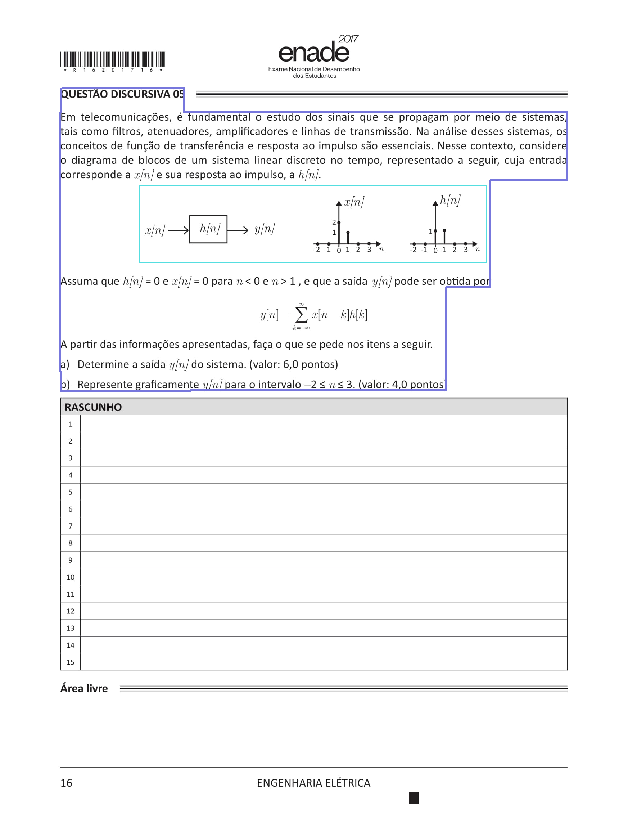 *R1620171​6*
2017
enade
Exame Nacional de Desempenho
dos Estudantes
QUESTÃO DISCURSIVA 05
Em telecomunicações, é fundamental o estudo dos sinais que se propagam por meio de sistemas,
tais como filtros, atenuadores, amplificadores e linhas de transmissão. Na análise desses sistemas, os
conceitos de função de transferência e resposta ao impulso são essenciais. Nesse contexto, considere
o diagrama de blocos de um sistema linear discreto no tempo, representado a seguir, cuja entrada
corresponde a x[n] e sua resposta ao impulso, a h[n].
x[n] h[n] y[n]
x[n]
2
1
2 1 0 1 2 3 n
h[n]
1
2 1 0 1 2 3 n
Assuma que h[n] = 0 e x[n] = 0 para n < 0 e n > 1 , e que a saída y[n] pode ser obtida por
y[n] ∑ x[n k]h[k]
A partir das informações apresentadas, faça o que se pede nos itens a seguir.
a) Determine a saída y[n] do sistema. (valor: 6,0 pontos)
b) Represente graficamente y[n] para o intervalo –2 ≤ n ≤ 3. (valor: 4,0 pontos
RASCUNHO
1
2
3
4
5
6
7
8
9
10
11
12
13
14
15
Área livre
16 ENGENHARIA ELÉTRICA